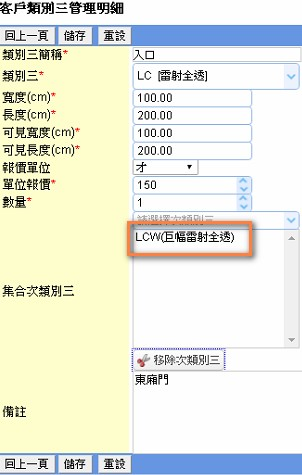 客戶類別三管理明細
回上一頁 儲存 重設
類別三簡稱* 入口
類別三* LC [雷射全透]
寬度(cm)* 100.00
長度(cm)* 200.00
可見寬度(cm)* 100.00
可見長度(cm)* 200.00
報價單位 才
單位報價* 150
數量* 1
請選擇次類別三
LCW(巨幅雷射全透)
集合次類別三
移除次類別三
東廂門
備註
回上一頁 儲存 重設